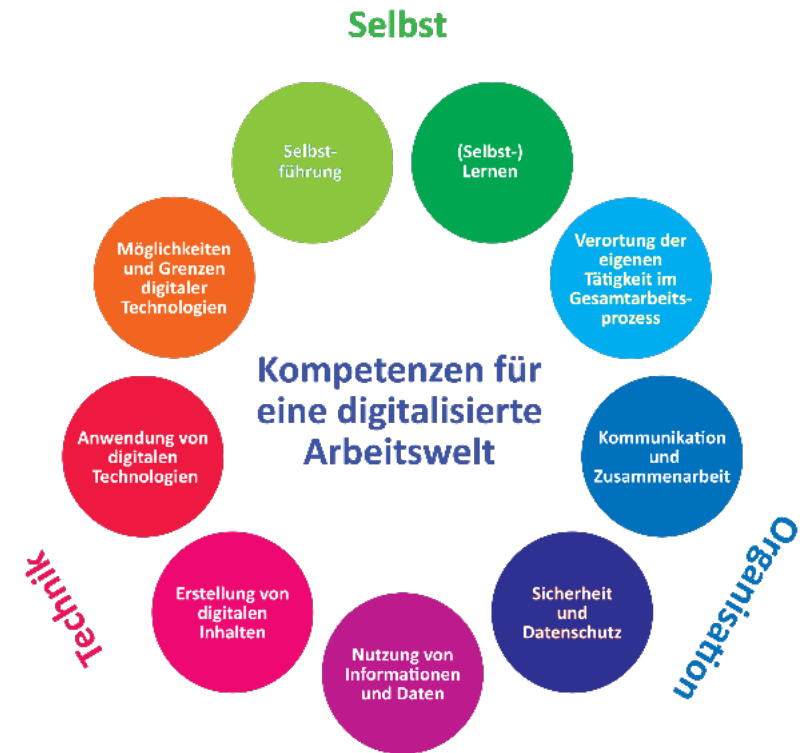 Selbst
Selbst-
führung
(Selbst-)
Lernen
Möglichkeiten
und Grenzen
digitaler
Technologien
Verortung der
eigenen
Tätigkeit im
Gesamtarbeits-
prozess
Kompetenzen für
eine digitalisierte
Arbeitswelt
Anwendung von
digitalen
Technologien
Kommunikation
und
Zusammenarbeit
Technik
Organisation
Erstellung von
digitalen
Inhalten
Sicherheit
und
Datenschutz
Nutzung von
Informationen
und Daten